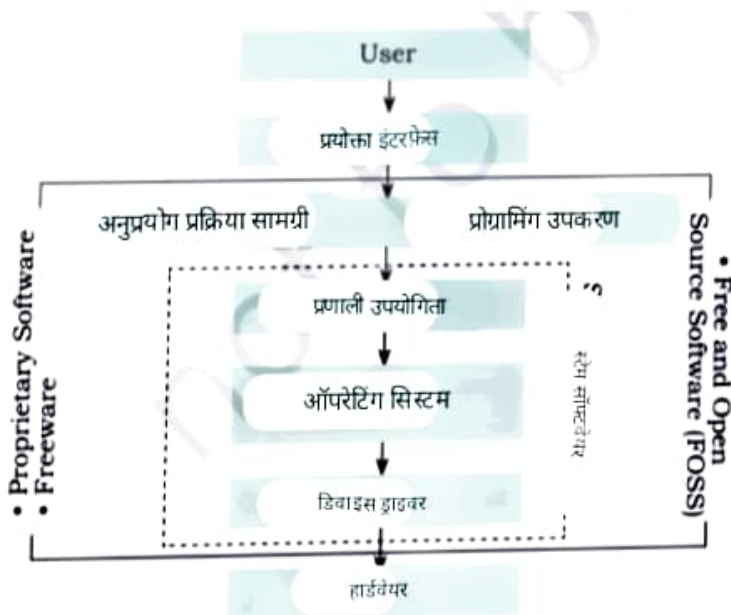 User
प्रयोक्ता इंटरफ़ेस
अनुप्रयोग प्रक्रिया सामग्री
प्रोग्रामिंग उपकरण
प्रणाली उपयोगिता
ऑपरेटिंग सिस्टम
डिवाइस ड्राइवर
हार्डवेयर
• Proprietary Software
• Freeware
• Free and Open
Source Software (FOSS)